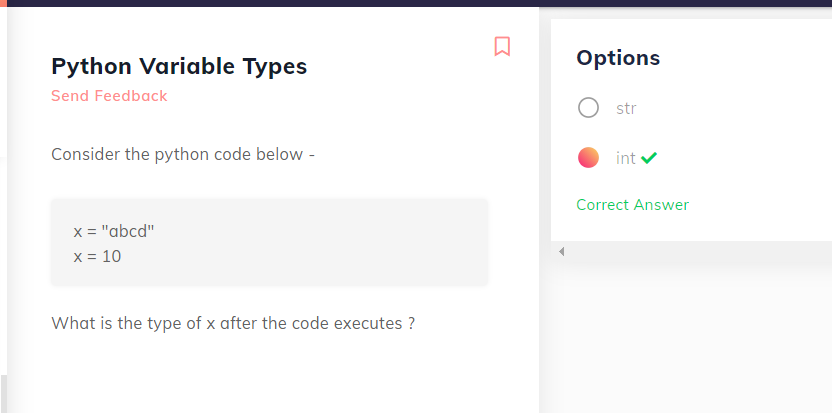 Python Variable Types
Send Feedback
Consider the python code below -
x = "abcd"
x = 10
What is the type of x after the code executes ?
Options
str
int
Correct Answer